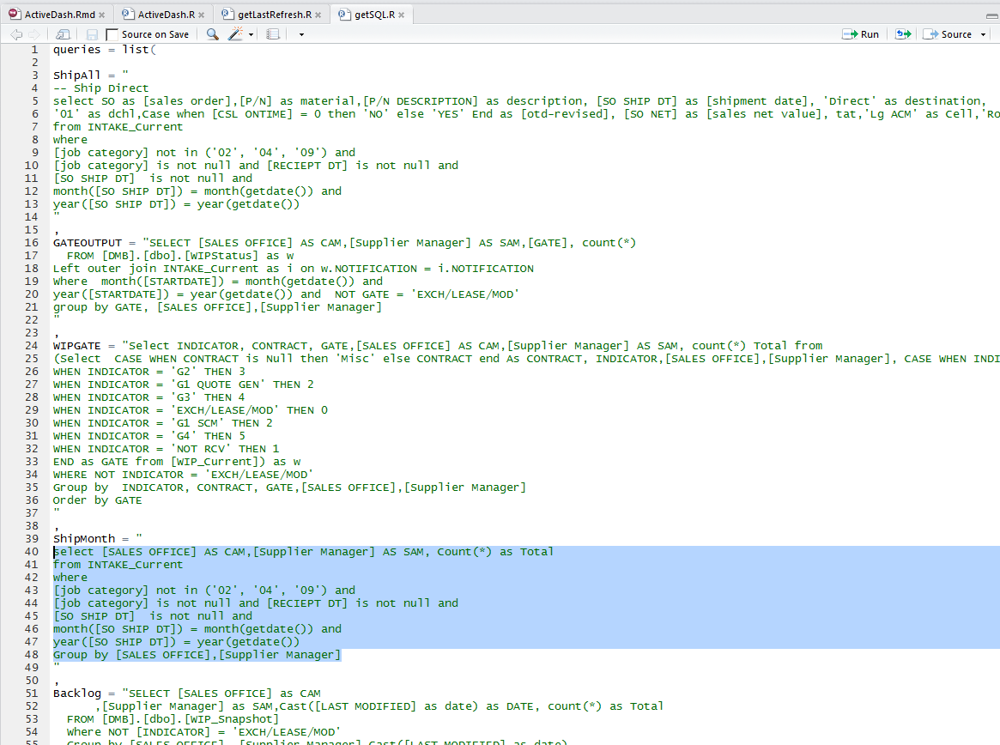 ActiveDash.Rmd × ActiveDash.R × getLastRefresh.R × getSQL.R ×
Source on Save Run Source
1 queries = list(
2
3 ShipAll = "
4 -- Ship Direct
5 select SO as [sales order],[P/N] as material,[P/N DESCRIPTION] as description, [SO SHIP DT] as [shipment date], 'Direct' as destination,
6 '01' as dchl,Case when [CSL ONTIME] = 0 then 'NO' else 'YES' End as [otd-revised], [SO NET] as [sales net value], tat,'Lg ACM' as Cell,'Ro
7 from INTAKE_Current
8 where
9 [job category] not in ('02', '04', '09') and
10 [job category] is not null and [RECIEPT DT] is not null and
11 [SO SHIP DT]  is not null and
12 month([SO SHIP DT]) = month(getdate()) and
13 year([SO SHIP DT]) = year(getdate())
14 "
15 ,
16 GATEOUTPUT = "SELECT [SALES OFFICE] AS CAM,[Supplier Manager] AS SAM,[GATE], count(*)
17   FROM [DMB].[dbo].[WIPStatus] as w
18 Left outer join INTAKE_Current as i on w.NOTIFICATION = i.NOTIFICATION
19 Where  month([STARTDATE]) = month(getdate()) and
20 year([STARTDATE]) = year(getdate()) and  NOT GATE = 'EXCH/LEASE/MOD'
21 group by GATE, [SALES OFFICE],[Supplier Manager]
22 "
23 ,
24 WIPGATE = "Select INDICATOR, CONTRACT, GATE,[SALES OFFICE] AS CAM,[Supplier Manager] AS SAM, count(*) Total from
25 (Select  CASE WHEN CONTRACT is Null then 'Misc' else CONTRACT end As CONTRACT, INDICATOR,[SALES OFFICE],[Supplier Manager], CASE WHEN INDI
26 WHEN INDICATOR = 'G2' THEN 3
27 WHEN INDICATOR = 'G1 QUOTE GEN' THEN 2
28 WHEN INDICATOR = 'G3' THEN 4
29 WHEN INDICATOR = 'EXCH/LEASE/MOD' THEN 0
30 WHEN INDICATOR = 'G1 SCM' THEN 2
31 WHEN INDICATOR = 'G4' THEN 5
32 WHEN INDICATOR = 'NOT RCV' THEN 1
33 END as GATE from [WIP_Current]) as w
34 WHERE NOT INDICATOR = 'EXCH/LEASE/MOD'
35 Group by  INDICATOR, CONTRACT, GATE,[SALES OFFICE],[Supplier Manager]
36 Order by GATE
37 "
38 ,
39 ShipMonth = "
40 select [SALES OFFICE] AS CAM,[Supplier Manager] AS SAM, Count(*) as Total
41 from INTAKE_Current
42 where
43 [job category] not in ('02', '04', '09') and
44 [job category] is not null and [RECIEPT DT] is not null and
45 [SO SHIP DT]  is not null and
46 month([SO SHIP DT]) = month(getdate()) and
47 year([SO SHIP DT]) = year(getdate())
48 Group by [SALES OFFICE],[Supplier Manager]
49 "
50 ,
51 Backlog = "SELECT [SALES OFFICE] as CAM
52       ,[Supplier Manager] as SAM,Cast([LAST MODIFIED] as date) as DATE, count(*) as Total
53   FROM [DMB].[dbo].[WIP_Snapshot]
54   Where NOT [INDICATOR] = 'EXCH/LEASE/MOD'
55   Group by [SALES OFFICE], [Supplier Manager],Cast([LAST MODIFIED] as date)